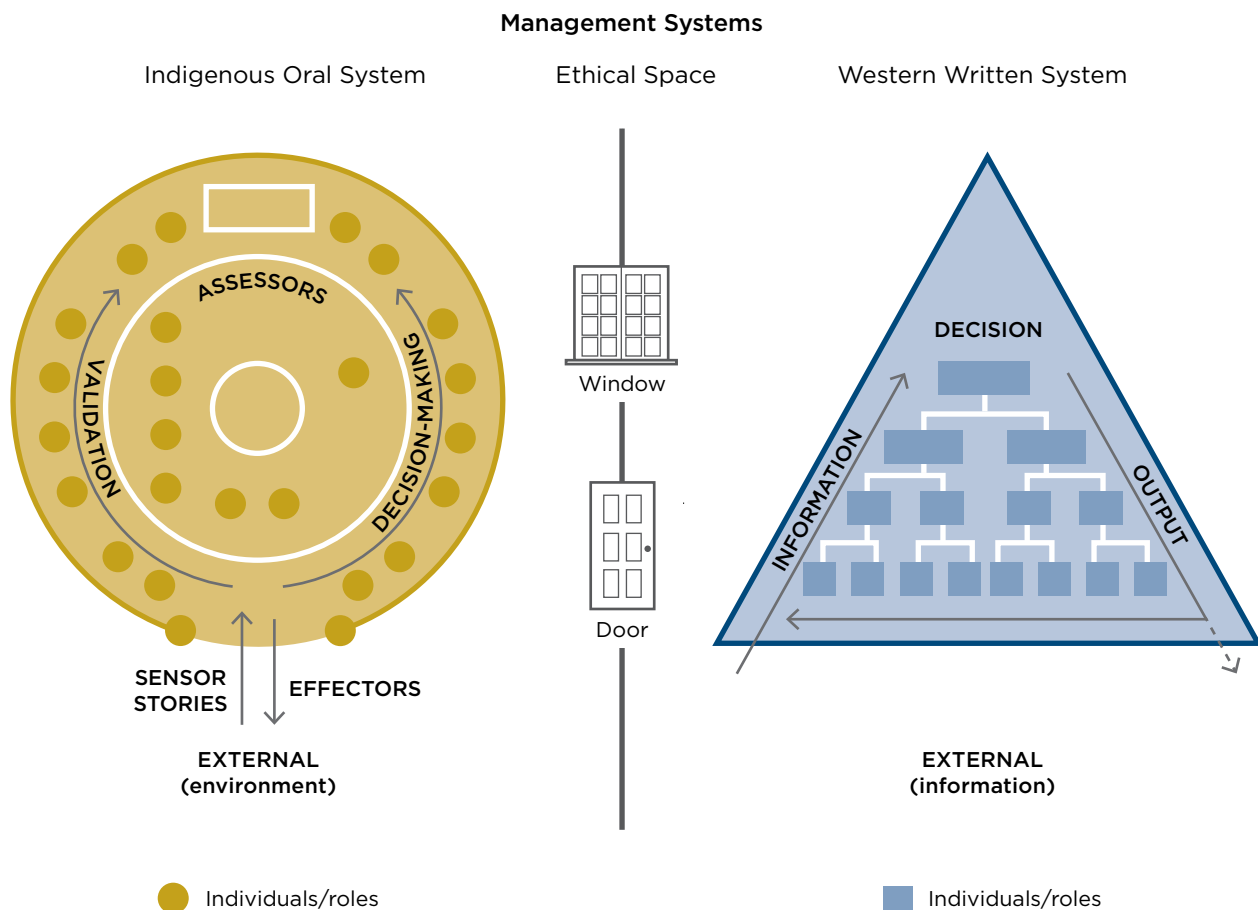 Management Systems
Indigenous Oral System
Ethical Space
Western Written System
ASSESSORS
VALIDATION
DECISION-MAKING
SENSOR
STORIES
EFFECTORS
EXTERNAL
(environment)
Window
Door
DECISION
INFORMATION
OUTPUT
EXTERNAL
(information)
Individuals/roles
Individuals/roles